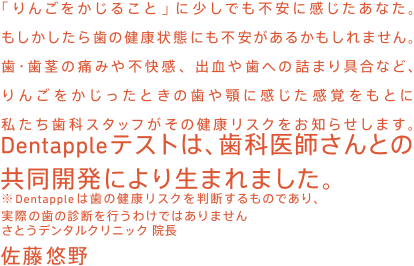 「りんごをかじること」に少しでも不安に感じたあなた。
もしかしたら歯の健康状態にも不安があるかもしれません。
歯・歯茎の痛みや不快感、出血や歯への詰まり具合など、
りんごをかじったときの歯や顎に感じた感覚をもとに
私たち歯科スタッフがその健康リスクをお知らせします。
Dentappleテストは、歯科医師さんとの
共同開発により生まれました。
※Dentappleは歯の健康リスクを判断するものであり、
実際の歯の診断を行うわけではありません
さとうデンタルクリニック 院長
佐藤悠野